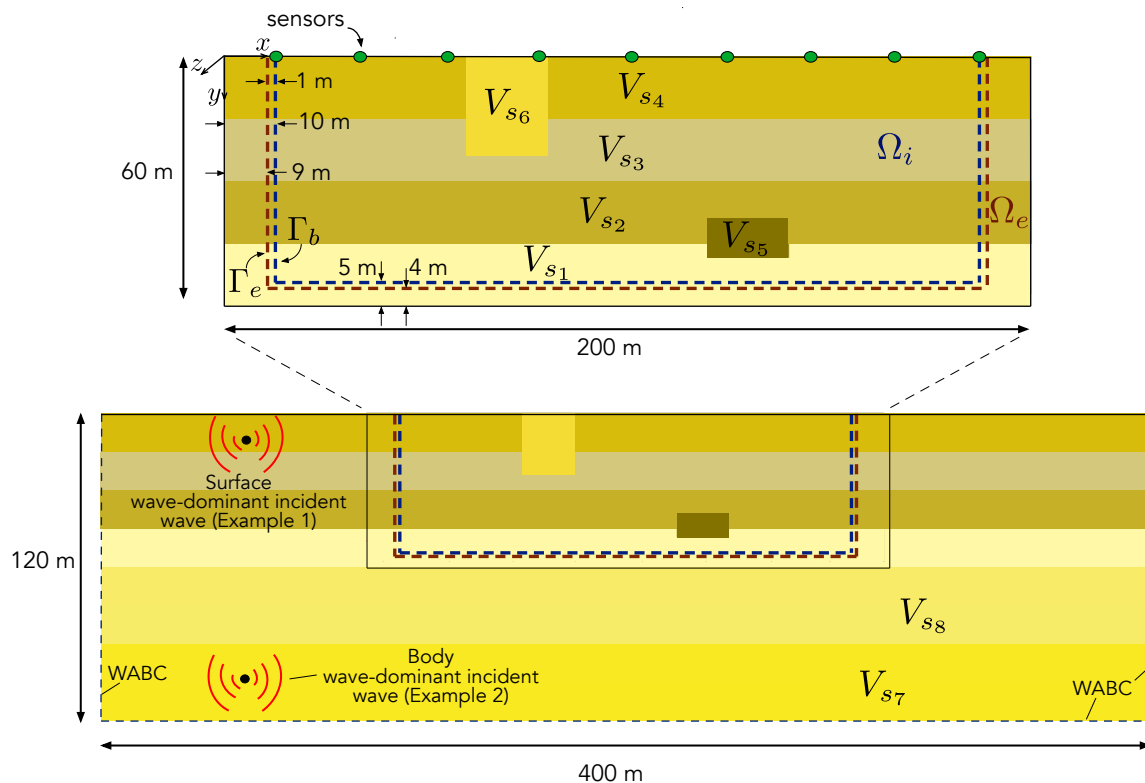 sensors
x
z
y
1 m
10 m
9 m
60 m
V_{s_6}
V_{s_4}
V_{s_3}
Ω_i
V_{s_2}
Ω_e
V_{s_5}
Γ_b
V_{s_1}
Γ_e
5 m
4 m
200 m
Surface
wave-dominant incident
wave (Example 1)
120 m
V_{s_8}
WABC
Body
wave-dominant incident
wave (Example 2)
V_{s_7}
WABC
400 m